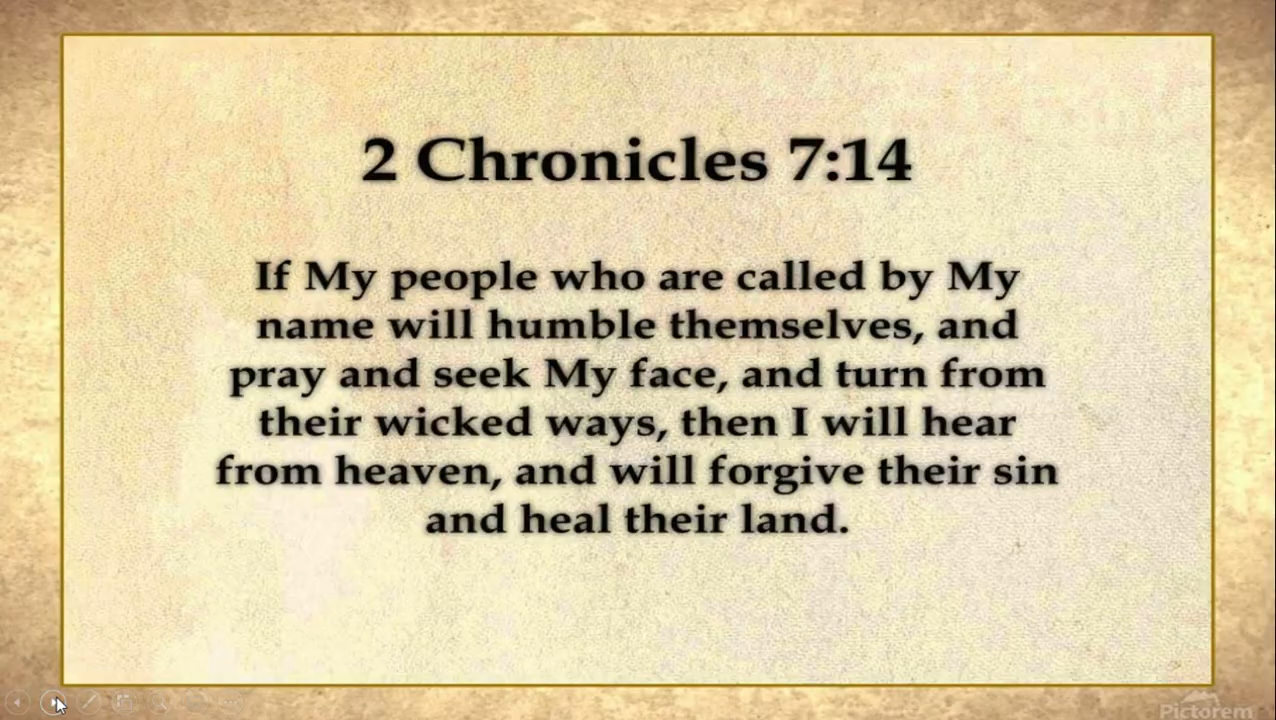 2 Chronicles 7:14
If My people who are called by My
name will humble themselves, and
pray and seek My face, and turn from
their wicked ways, then I will hear
from heaven, and will forgive their sin
and heal their land.
Pictorem